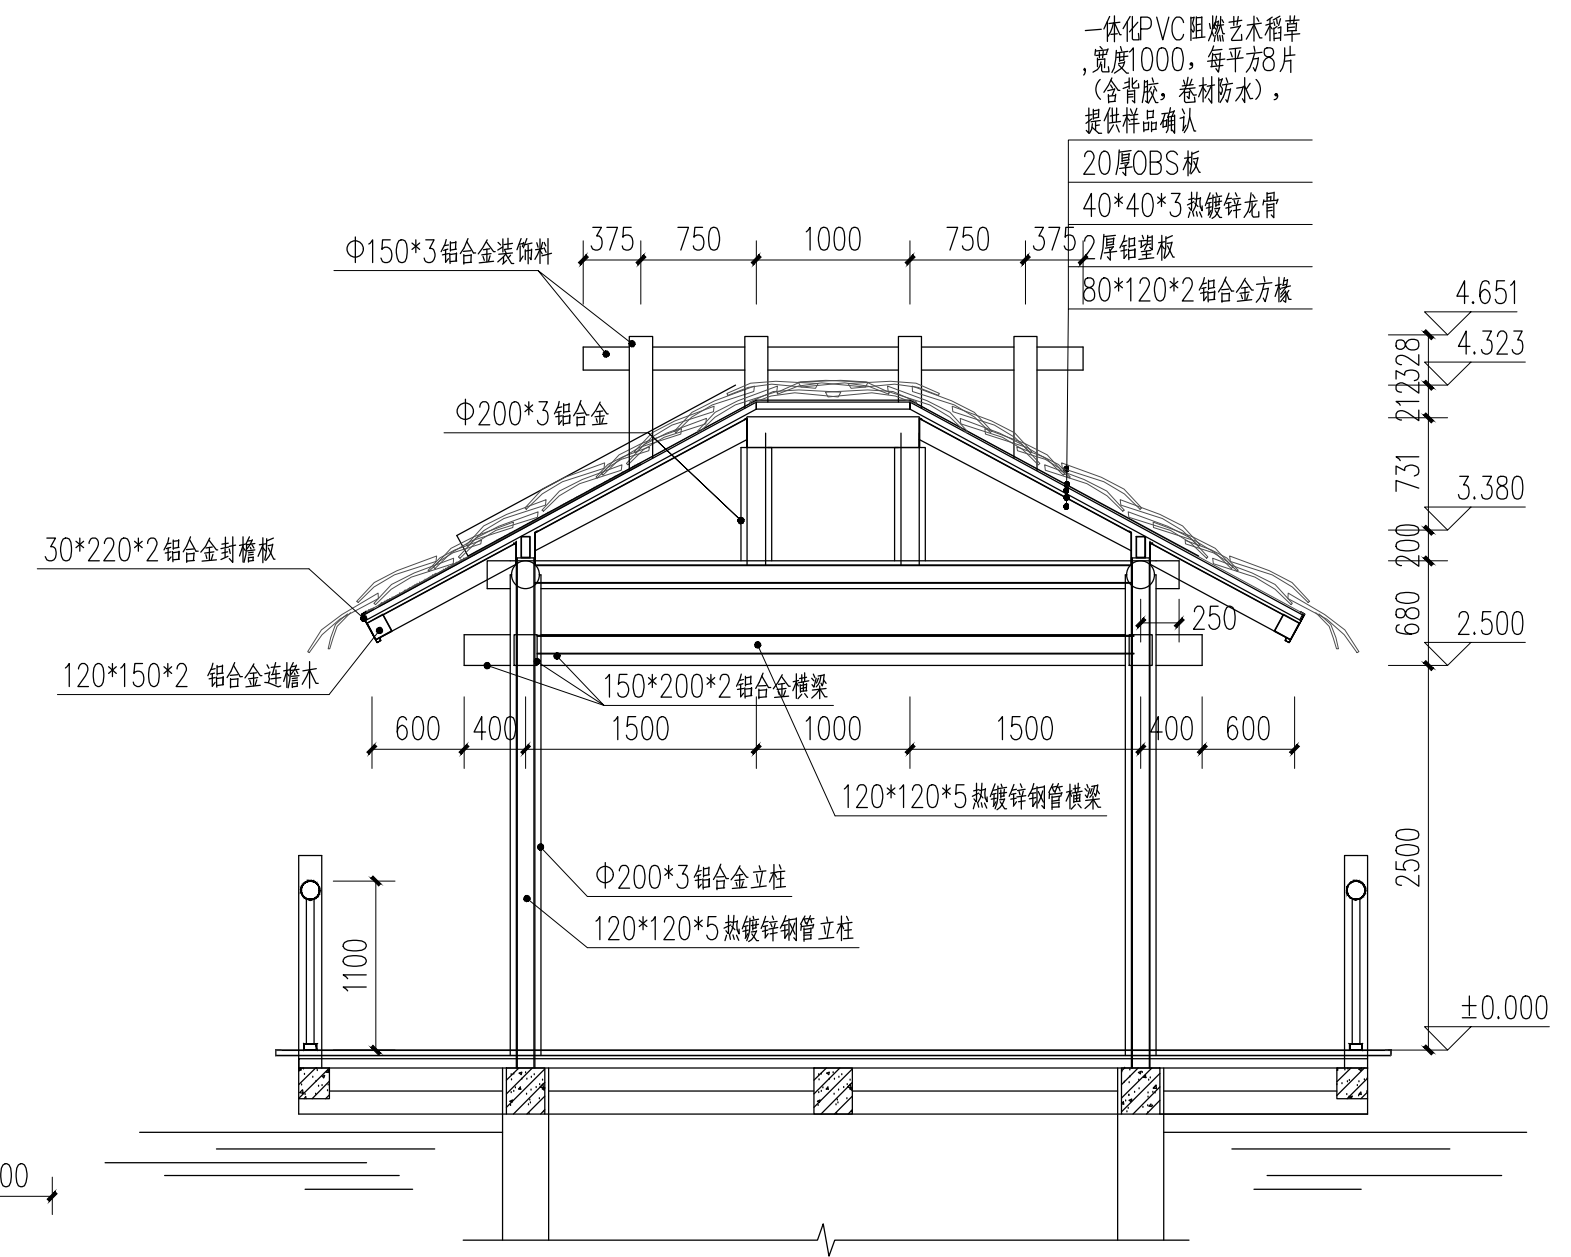 一体化PVC阻燃艺术稻草
,宽度1000，每平方8片
（含背胶，卷材防水），
提供样品确认
20厚OBS板
40*40*3热镀锌龙骨
2厚铝望板
80*120*2铝合金方椽
375 750 1000 750 375
Φ150*3铝合金装饰料
4.651
4.323
328
212
Φ200*3铝合金
731
3.380
200
30*220*2铝合金封檐板
680
250
2.500
120*150*2 铝合金连檐木
150*200*2铝合金横梁
600 400 1500 1000 1500 400 600
120*120*5热镀锌钢管横梁
2500
Φ200*3铝合金立柱
120*120*5热镀锌钢管立柱
1100
±0.000
00